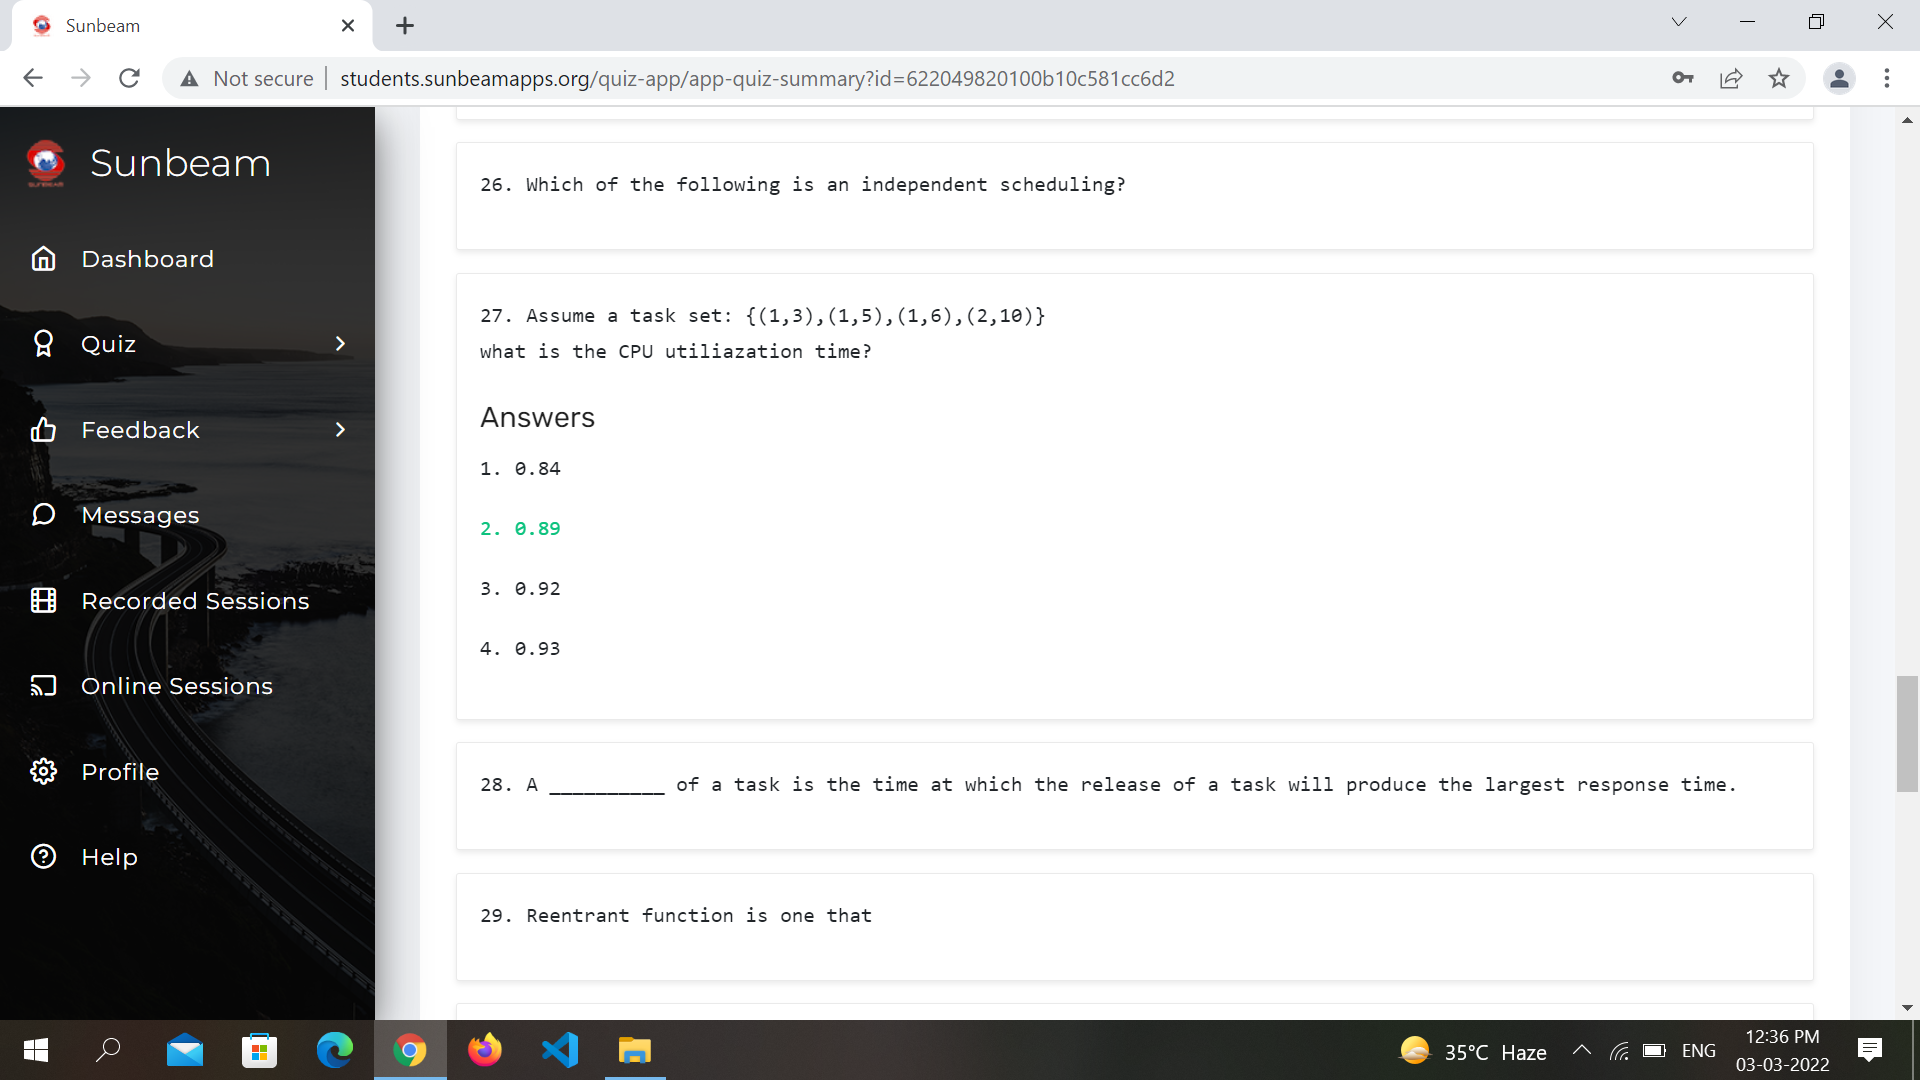 Sunbeam
Not secure
students.sunbeamapps.org/quiz-app/app-quiz-summary?id=622049820100b10c581cc6d2
Sunbeam
Dashboard
Quiz
Feedback
Messages
Recorded Sessions
Online Sessions
Profile
Help
26. Which of the following is an independent scheduling?
27. Assume a task set: {(1,3),(1,5),(1,6),(2,10)}
what is the CPU utiliazation time?
Answers
1. 0.84
2. 0.89
3. 0.92
4. 0.93
28. A __________ of a task is the time at which the release of a task will produce the largest response time.
29. Reentrant function is one that
35°C Haze
ENG
12:36 PM
03-03-2022